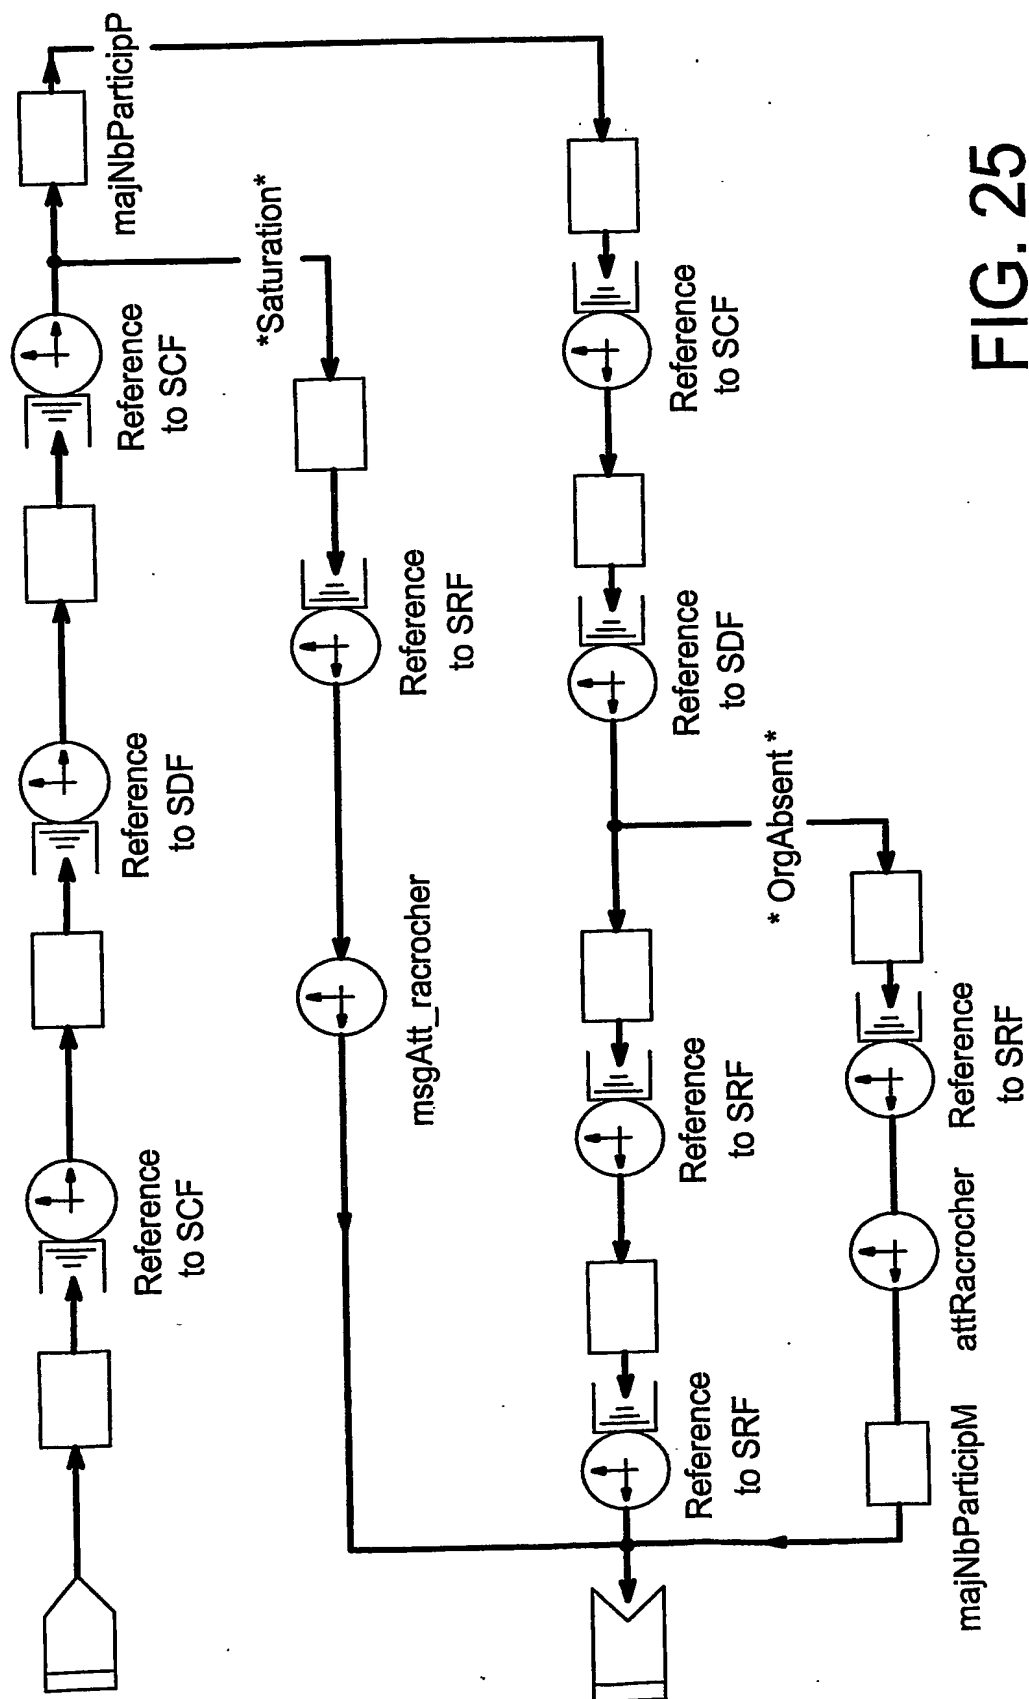 Reference
to SCF
Reference
to SDF
Reference
to SCF
majNbParticipP
*Saturation*
msgAtt_racrocher
Reference
to SRF
Reference
to SRF
Reference
to SRF
Reference
to SDF
Reference
to SCF
* OrgAbsent *
majNbParticipM
attRacrocher
Reference
to SRF
FIG. 25